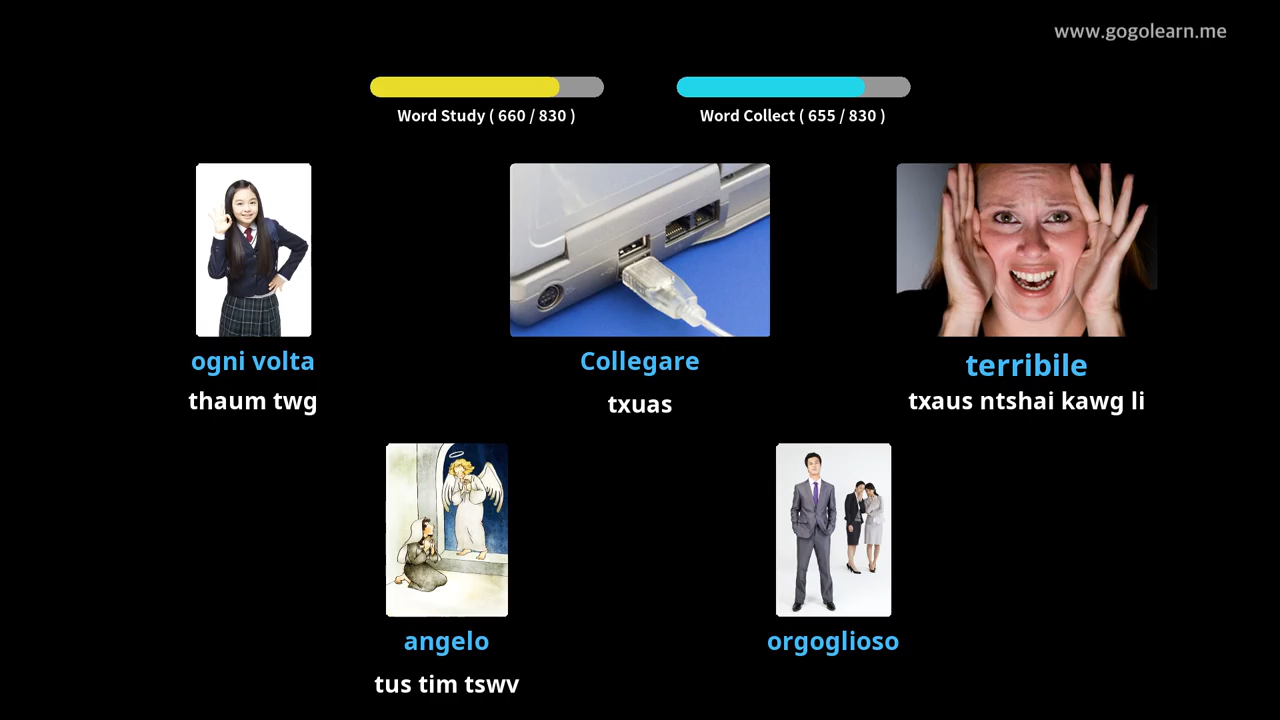 www.gogolearn.me
Word Study ( 660 / 830 )
Word Collect ( 655 / 830 )
ogni volta
thaum twg
Collegare
txuas
terribile
txaus ntshai kawg li
angelo
tus tim tswv
orgoglioso